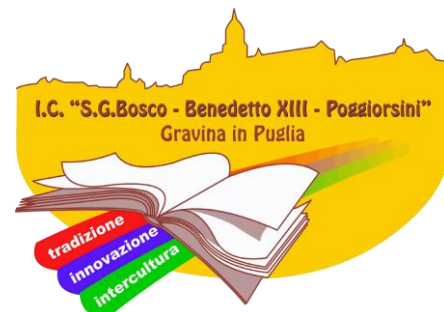 I.C. “S.G.Bosco - Benedetto XIII - Poggiorsini”
Gravina in Puglia
tradizione
innovazione
intercultura